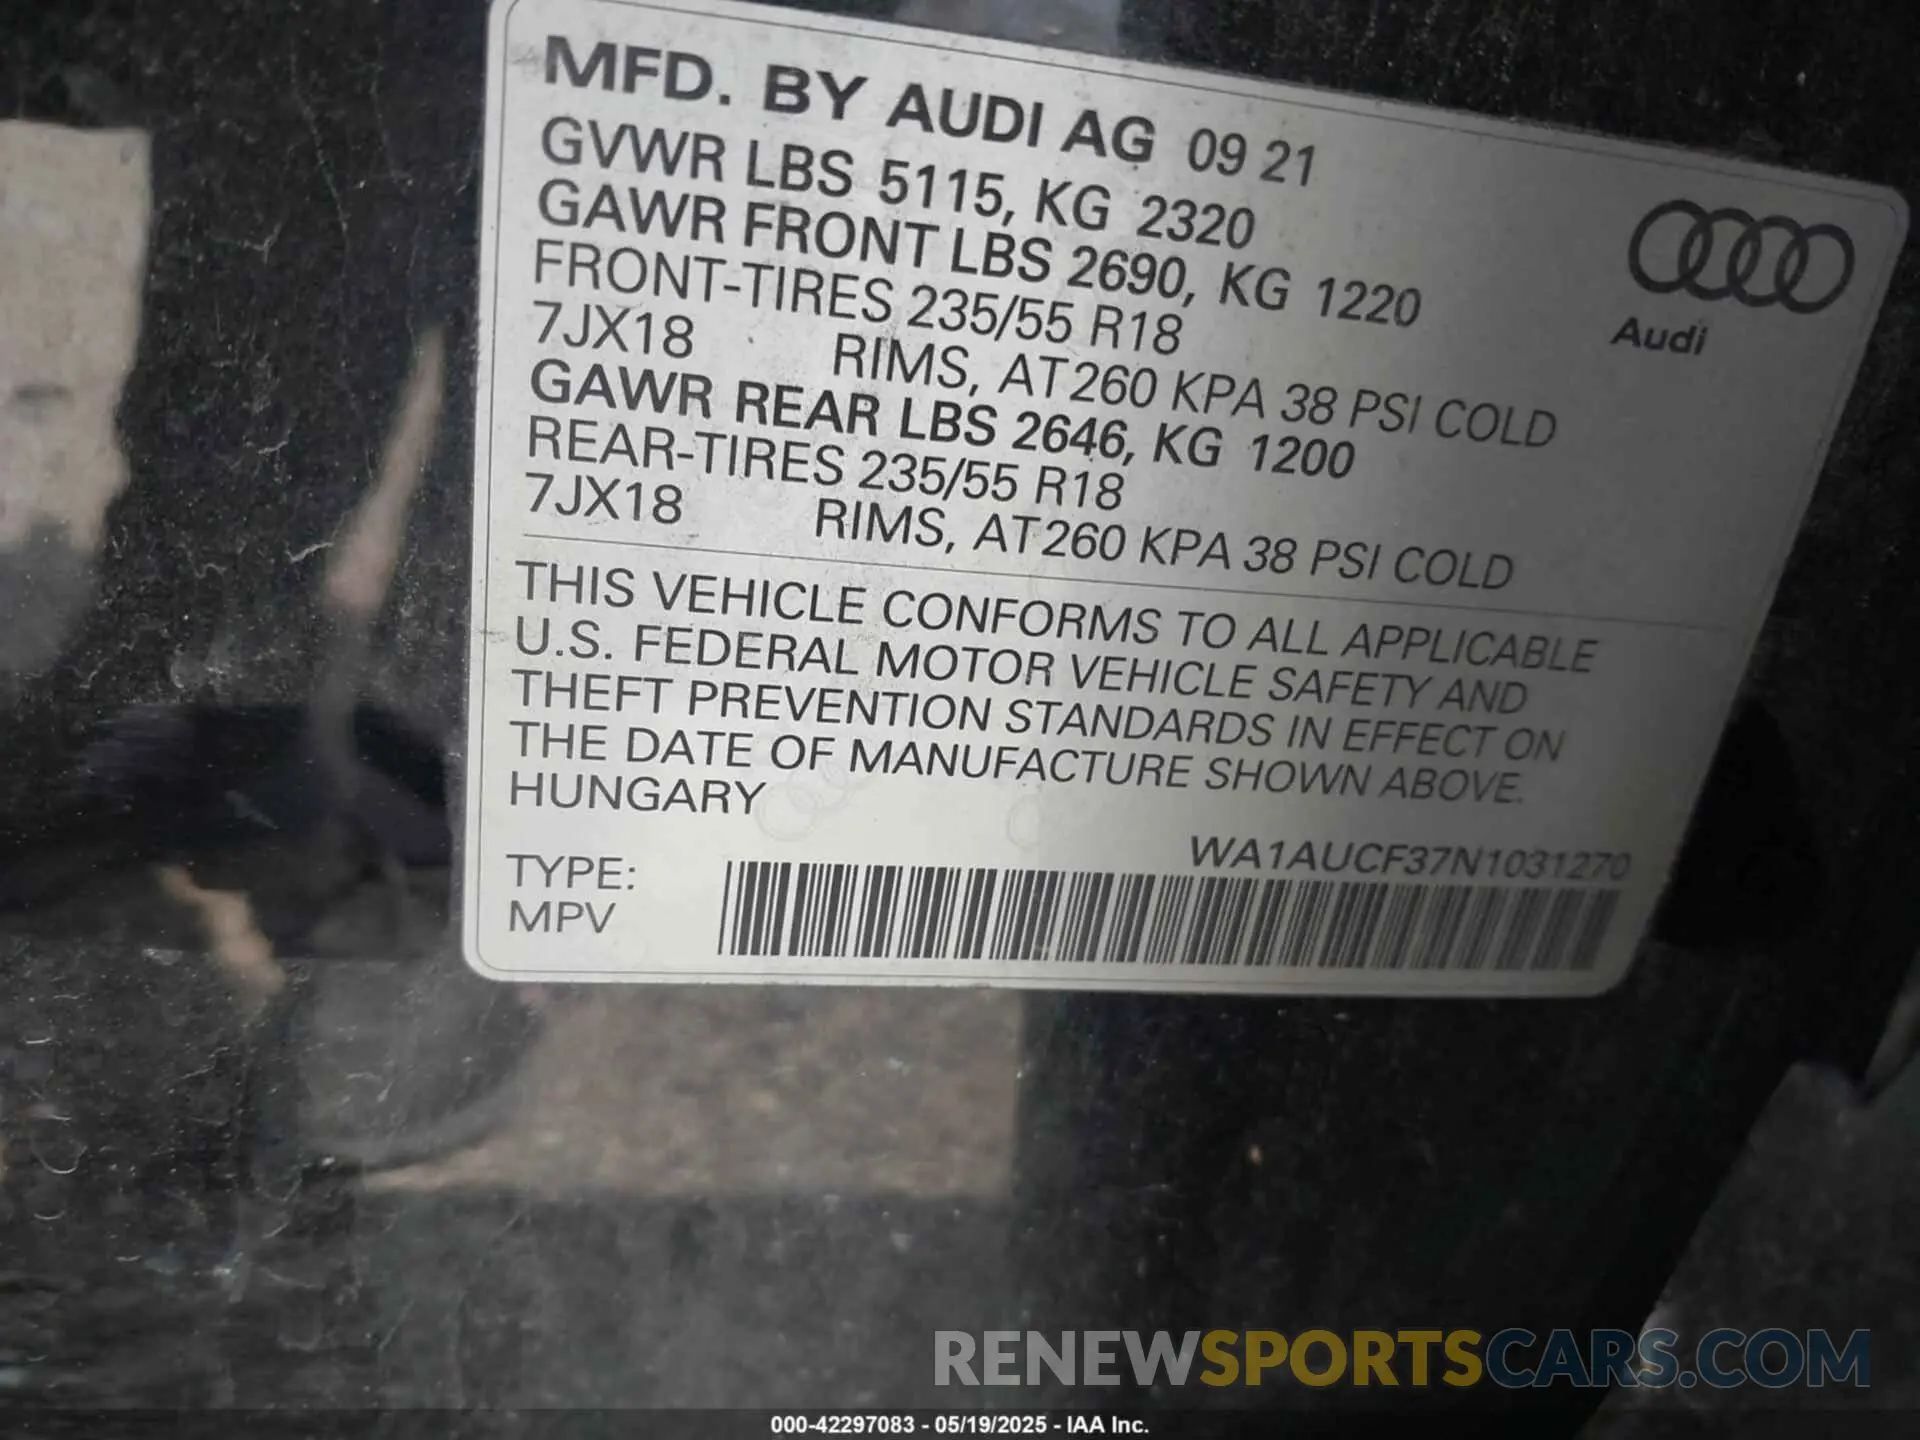 MFD. BY AUDI AG 09 21
GVWR LBS 5115, KG 2320
GAWR FRONT LBS 2690, KG 1220
FRONT-TIRES 235/55 R18
7JX18 RIMS, AT 260 KPA 38 PSI COLD
GAWR REAR LBS 2646, KG 1200
REAR-TIRES 235/55 R18
7JX18 RIMS, AT 260 KPA 38 PSI COLD
Audi
THIS VEHICLE CONFORMS TO ALL APPLICABLE
U.S. FEDERAL MOTOR VEHICLE SAFETY AND
THEFT PREVENTION STANDARDS IN EFFECT ON
THE DATE OF MANUFACTURE SHOWN ABOVE.
HUNGARY
WA1AUCF37N1031270
TYPE:
MPV
RENEWSPORTSCARS.COM
000-42297083 - 05/19/2025 - IAA Inc.